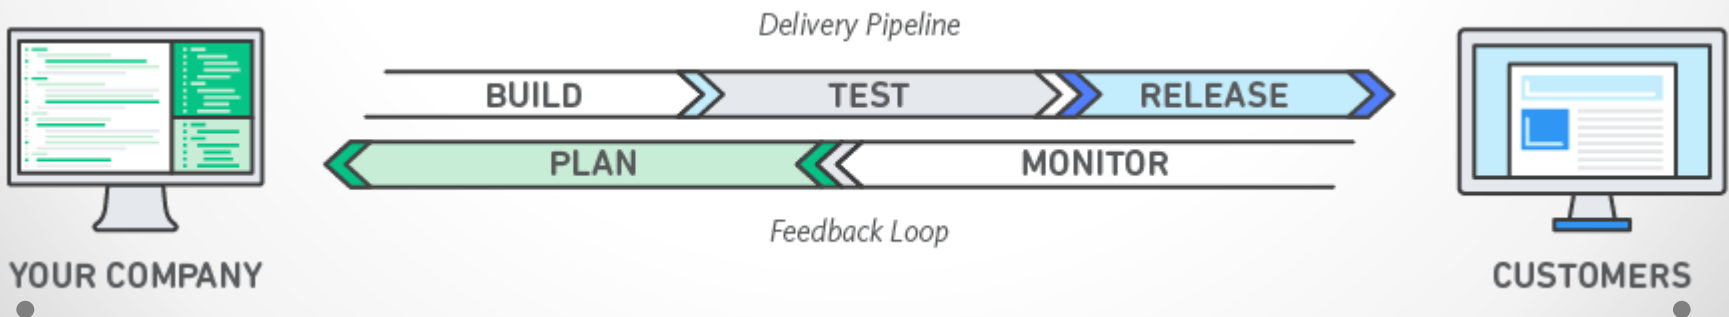 Delivery Pipeline
BUILD TEST RELEASE
PLAN MONITOR
Feedback Loop
YOUR COMPANY
CUSTOMERS